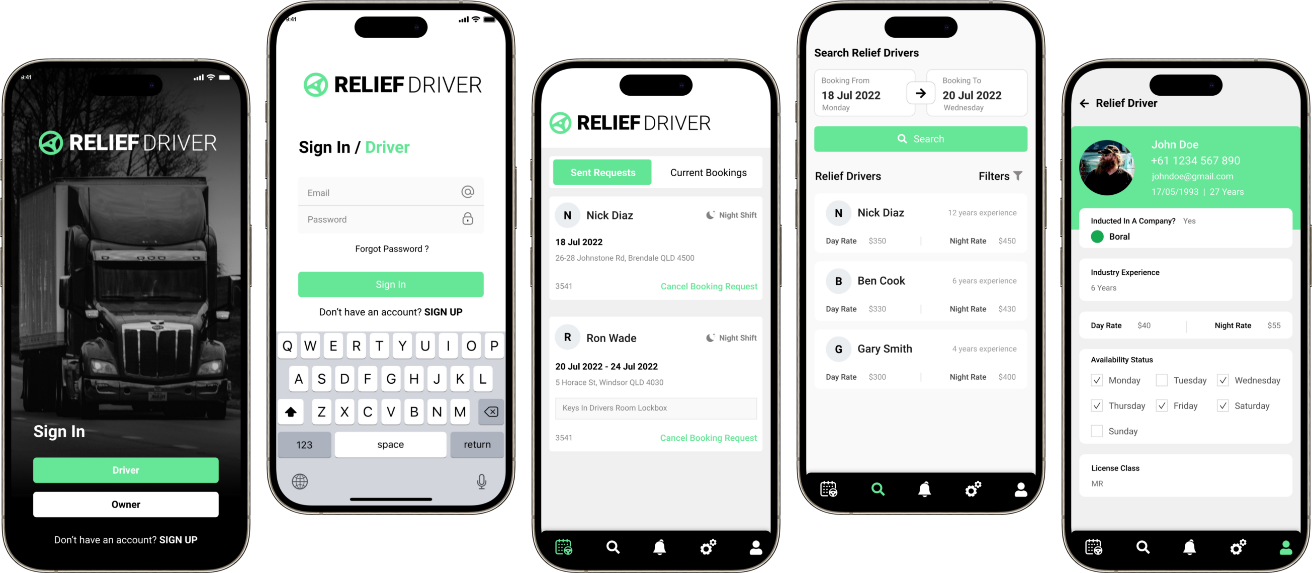 9:41
RELIEF DRIVER
Sign In
Driver
Owner
Don't have an account? SIGN UP
9:41
RELIEF DRIVER
Sign In / Driver
Email
Password
Forgot Password ?
Sign In
Don't have an account? SIGN UP
Q W E R T Y U I O P
A S D F G H J K L
Z X C V B N M
123 space return
RELIEF DRIVER
Sent Requests Current Bookings
N Nick Diaz Night Shift
18 Jul 2022
26-28 Johnstone Rd, Brendale QLD 4500
3541 Cancel Booking Request
R Ron Wade Night Shift
20 Jul 2022 - 24 Jul 2022
5 Horace St, Windsor QLD 4030
Keys In Drivers Room Lockbox
3541 Cancel Booking Request
Search Relief Drivers
Booking From Booking To
18 Jul 2022 20 Jul 2022
Monday Wednesday
Search
Relief Drivers Filters
N Nick Diaz 12 years experience
Day Rate $350 Night Rate $450
B Ben Cook 6 years experience
Day Rate $330 Night Rate $430
G Gary Smith 4 years experience
Day Rate $300 Night Rate $400
Relief Driver
John Doe
+61 1234 567 890
johndoe@gmail.com
17/05/1993 | 27 Years
Inducted In A Company? Yes
Boral
Industry Experience
6 Years
Day Rate $40 Night Rate $55
Availability Status
Monday Tuesday Wednesday
Thursday Friday Saturday
Sunday
License Class
MR